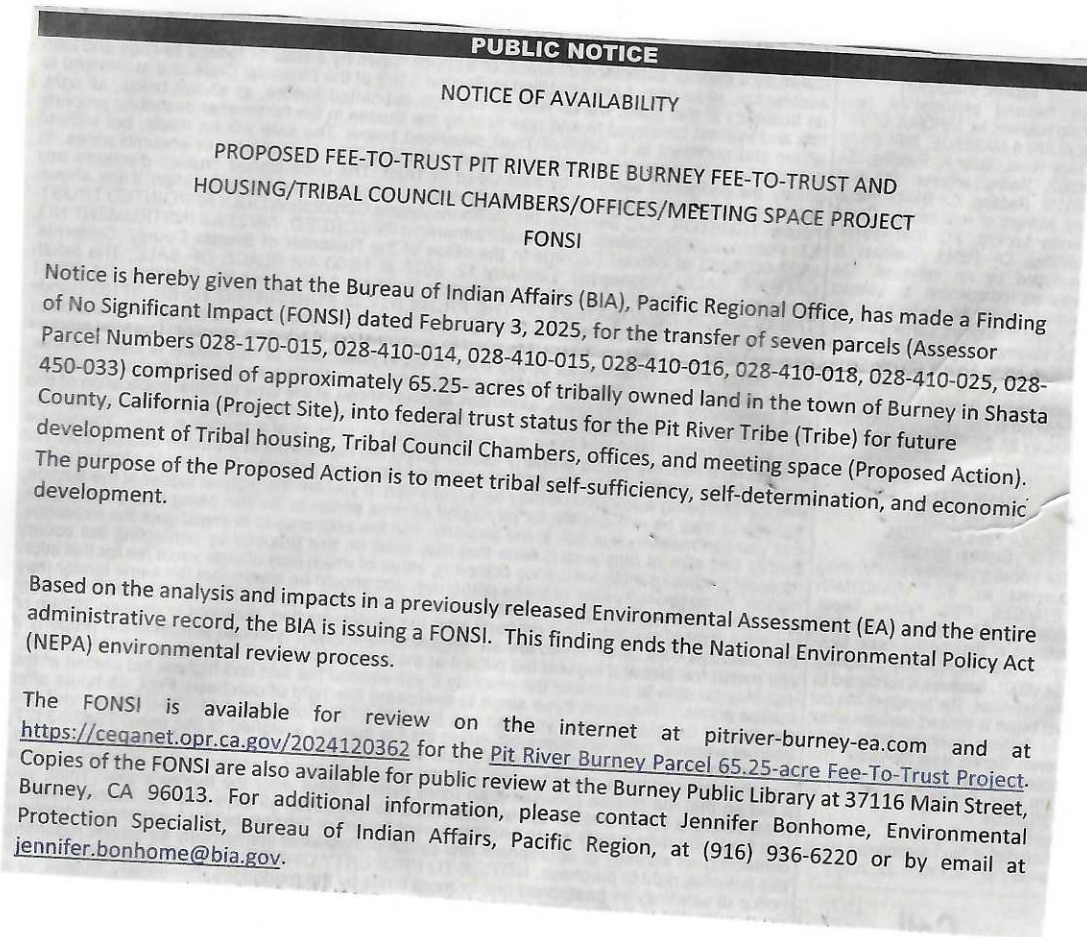 PUBLIC NOTICE
NOTICE OF AVAILABILITY
PROPOSED FEE-TO-TRUST PIT RIVER TRIBE BURNEY FEE-TO-TRUST AND
HOUSING/TRIBAL COUNCIL CHAMBERS/OFFICES/MEETING SPACE PROJECT
FONSI
Notice is hereby given that the Bureau of Indian Affairs (BIA), Pacific Regional Office, has made a Finding
of No Significant Impact (FONSI) dated February 3, 2025, for the transfer of seven parcels (Assessor
Parcel Numbers 028-170-015, 028-410-014, 028-410-015, 028-410-016, 028-410-018, 028-410-025, 028-
450-033) comprised of approximately 65.25- acres of tribally owned land in the town of Burney in Shasta
County, California (Project Site), into federal trust status for the Pit River Tribe (Tribe) for future
development of Tribal housing, Tribal Council Chambers, offices, and meeting space (Proposed Action).
The purpose of the Proposed Action is to meet tribal self-sufficiency, self-determination, and economic
development.
Based on the analysis and impacts in a previously released Environmental Assessment (EA) and the entire
administrative record, the BIA is issuing a FONSI. This finding ends the National Environmental Policy Act
(NEPA) environmental review process.
The FONSI is available for review on the internet at pitriver-burney-ea.com and at
https://ceqanet.opr.ca.gov/2024120362 for the Pit River Burney Parcel 65.25-acre Fee-To-Trust Project.
Copies of the FONSI are also available for public review at the Burney Public Library at 37116 Main Street,
Burney, CA 96013. For additional information, please contact Jennifer Bonhome, Environmental
Protection Specialist, Bureau of Indian Affairs, Pacific Region, at (916) 936-6220 or by email at
jennifer.bonhome@bia.gov.